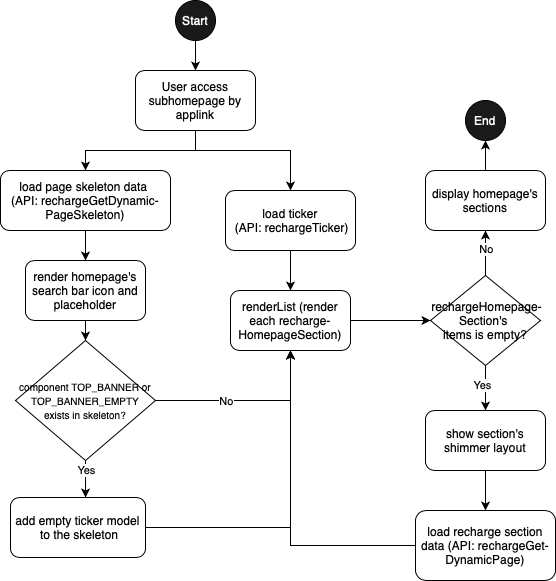 Start
User access
subhomepage by
applink
load page skeleton data
(API: rechargeGetDynamic-
PageSkeleton)
load ticker
(API: rechargeTicker)
render homepage's
search bar icon and
placeholder
renderList (render
each recharge-
HomepageSection)
component TOP_BANNER or
TOP_BANNER_EMPTY
exists in skeleton?
No
Yes
add empty ticker model
to the skeleton
End
display homepage's
sections
No
rechargeHomepage-
Section's
items is empty?
Yes
show section's
shimmer layout
load recharge section
data (API: rechargeGet-
DynamicPage)